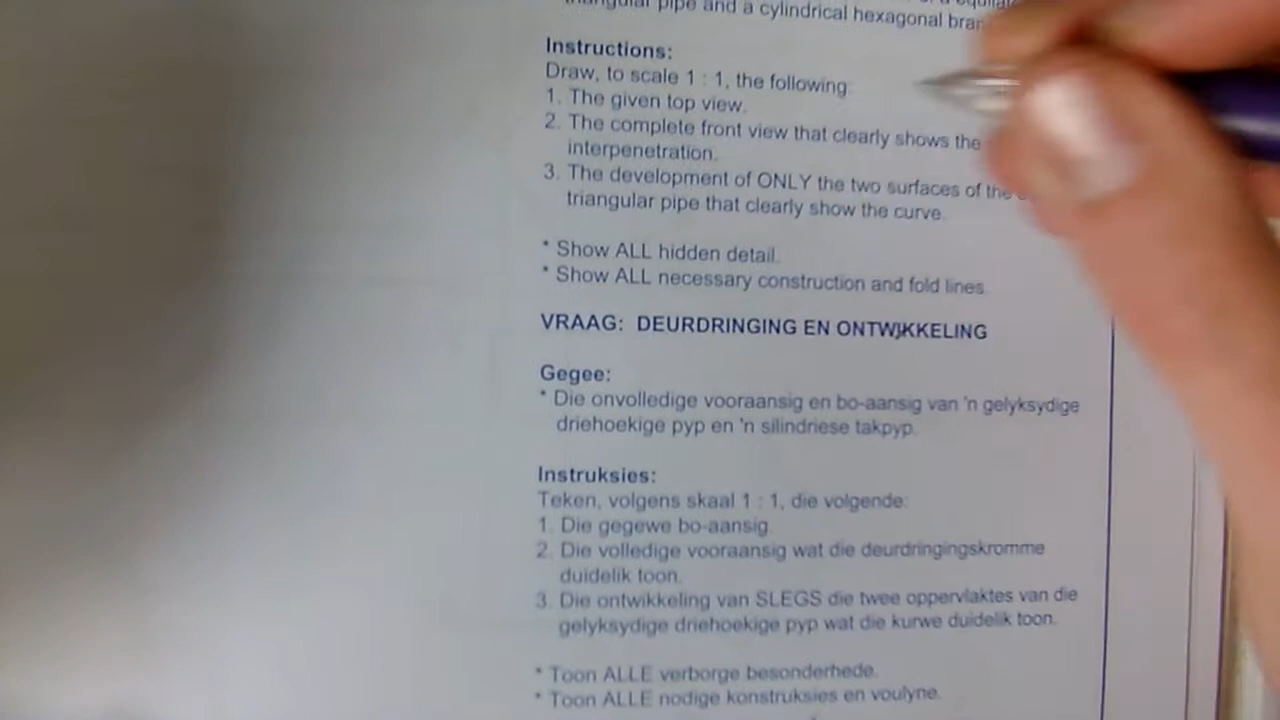 triangular pipe and a cylindrical hexagonal
Instructions:
Draw, to scale 1 : 1, the following:
1. The given top view.
2. The complete front view that clearly shows the
interpenetration.
3. The development of ONLY the two surfaces of the
triangular pipe that clearly show the curve.
* Show ALL hidden detail.
* Show ALL necessary construction and fold lines.
VRAAG: DEURDRINGING EN ONTWIKKELING
Gegee:
* Die onvolledige vooraansig en bo-aansig van 'n gelyksydige
driehoekige pyp en 'n silindriese takpyp.
Instruksies:
Teken, volgens skaal 1 : 1, die volgende:
1. Die gegewe bo-aansig.
2. Die volledige vooraansig wat die deurdringingskromme
duidelik toon.
3. Die ontwikkeling van SLEGS die twee oppervlaktes van die
gelyksydige driehoekige pyp wat die kurwe duidelik toon.
* Toon ALLE verborge besonderhede.
* Toon ALLE nodige konstruksies en voulyne.